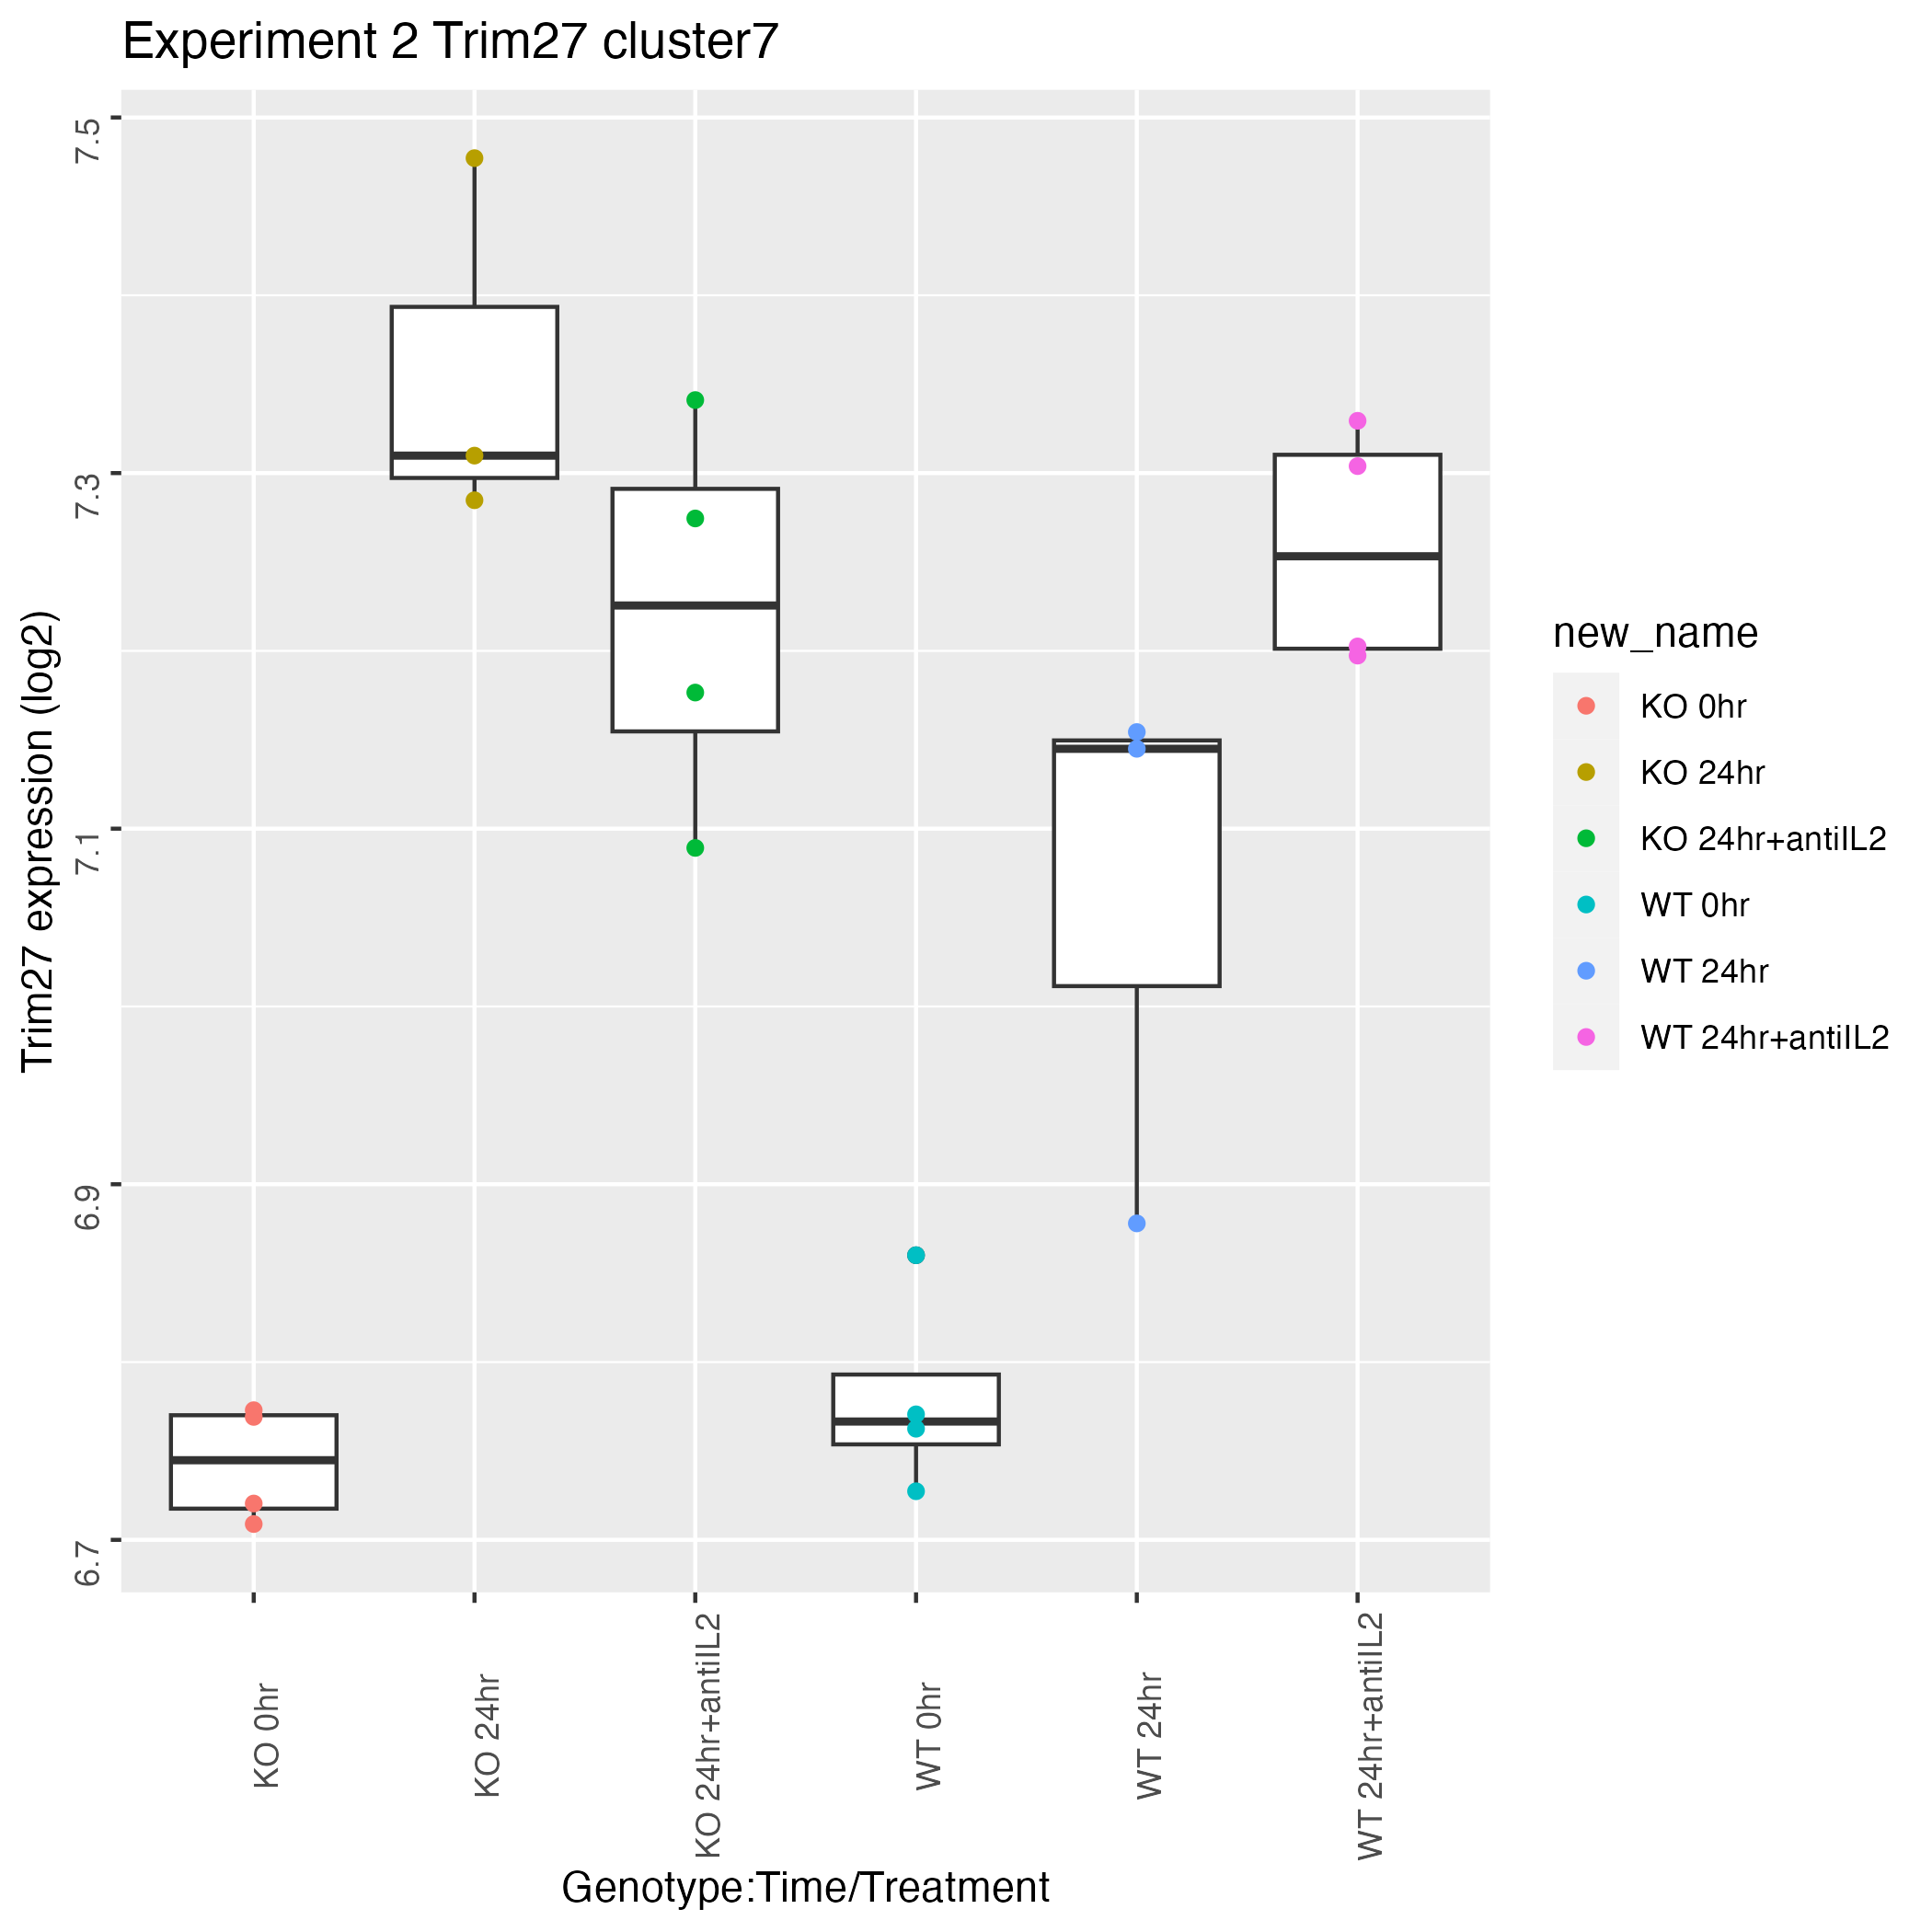 Experiment 2 Trim27 cluster7
Trim27 expression (log2)
7.5
7.3
7.1
6.9
6.7
KO 0hr
KO 24hr
KO 24hr+antiIL2
WT 0hr
WT 24hr
WT 24hr+antiIL2
Genotype:Time/Treatment
new_name
KO 0hr
KO 24hr
KO 24hr+antiIL2
WT 0hr
WT 24hr
WT 24hr+antiIL2